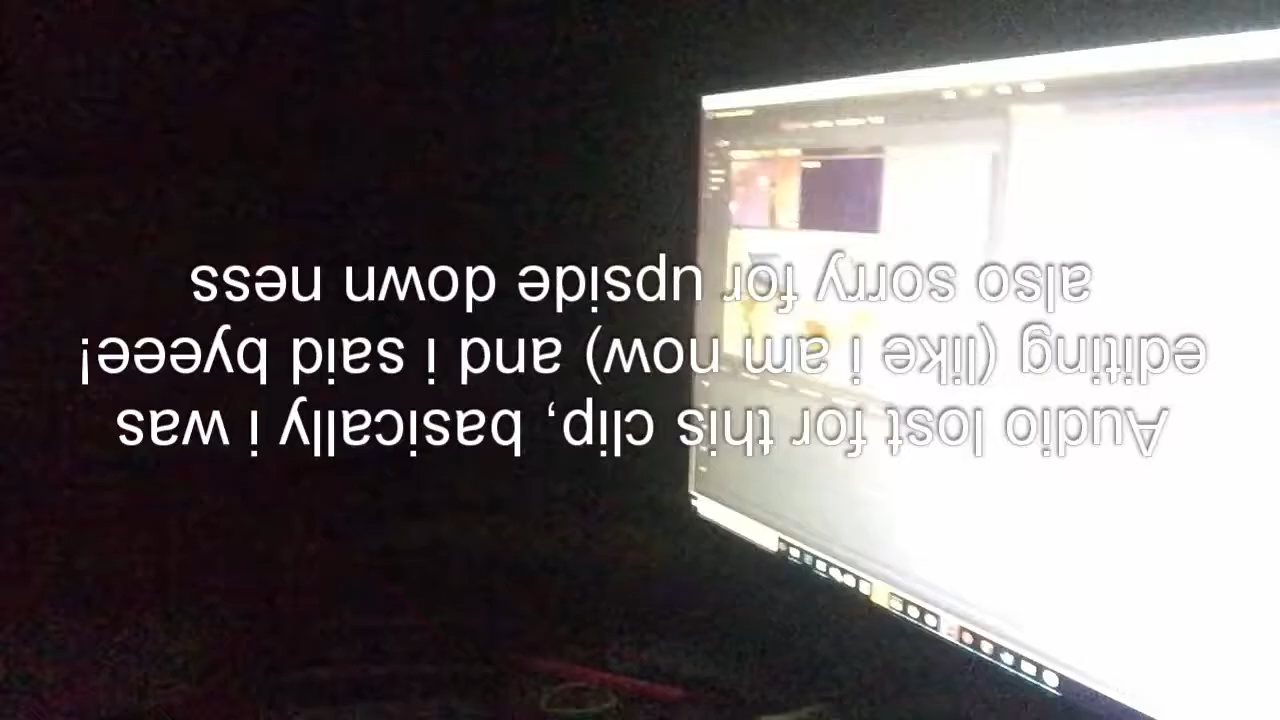 Audio lost for this clip, basically i was
editing (like i am now) and i said byeee!
also sorry for upside down ness